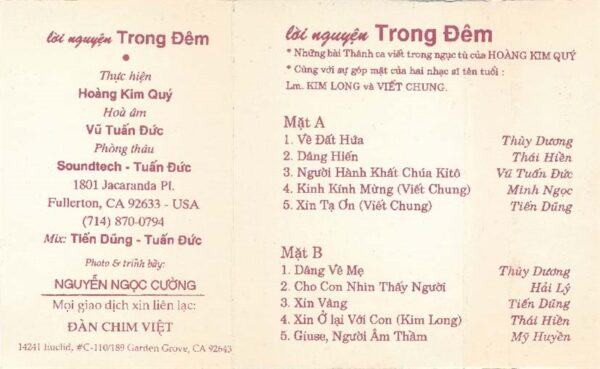 lời nguyện Trong Đêm
Thực hiện
Hoàng Kim Quý
Hoà âm
Vũ Tuấn Đức
Phòng thâu
Soundtech - Tuấn Đức
1801 Jacaranda Pl.
Fullerton, CA 92633 - USA
(714) 870-0794
Mix: Tiến Dũng - Tuấn Đức
Photo & trình bày:
NGUYỄN NGỌC CƯỜNG
Mọi giao dịch xin liên lạc:
ĐÀN CHIM VIỆT
14241 Euclid, #C-110/189 Garden Grove, CA 92643
lời nguyện Trong Đêm
* Những bài Thánh ca viết trong ngục tù của HOÀNG KIM QUÝ
* Cùng với sự góp mặt của hai nhạc sĩ tên tuổi :
Lm. KIM LONG và VIẾT CHUNG.
Mặt A
1. Về Đất Hứa Thùy Dương
2. Dâng Hiến Thái Hiền
3. Người Hành Khất Chúa Kitô Vũ Tuấn Đức
4. Kinh Kính Mừng (Viết Chung) Minh Ngọc
5. Xin Tạ Ơn (Viết Chung) Tiến Dũng
Mặt B
1. Dâng Về Mẹ Thùy Dương
2. Cho Con Nhìn Thấy Người Hải Lý
3. Xin Vâng Tiến Dũng
4. Xin Ở lại Với Con (Kim Long) Thái Hiền
5. Giuse, Người Âm Thầm Mỹ Huyền